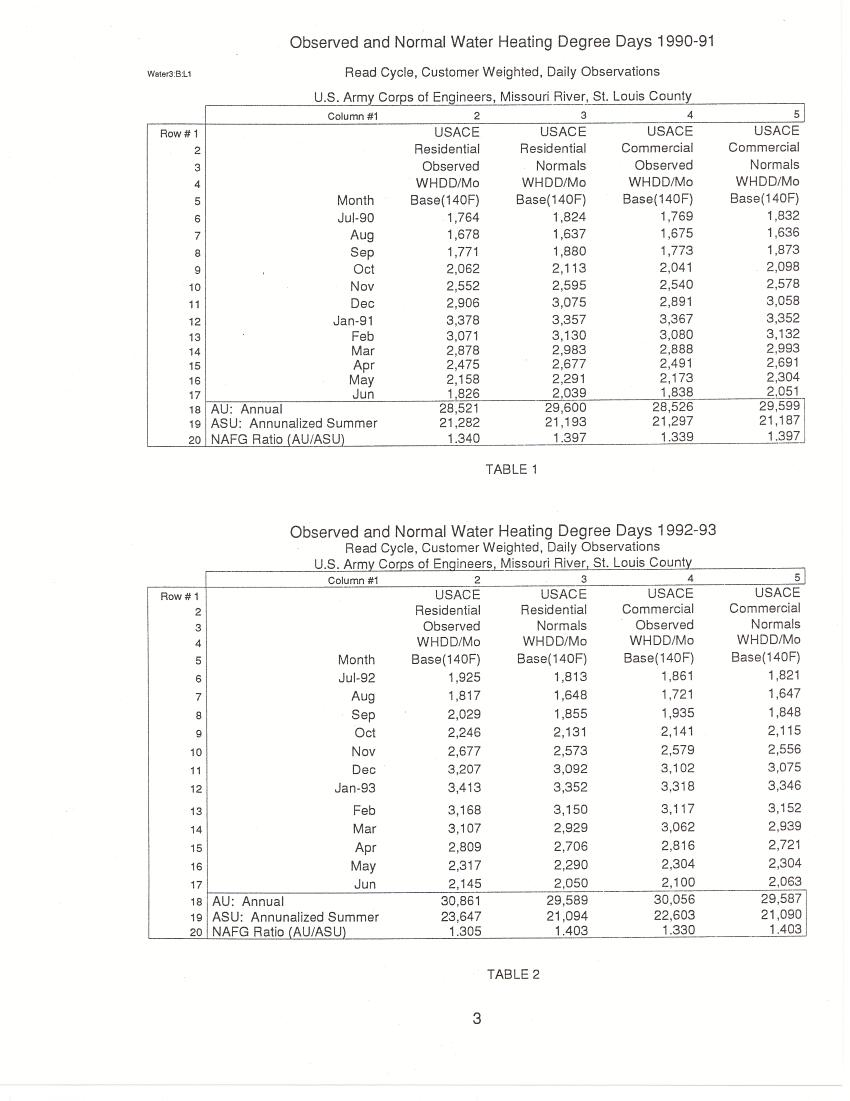 Observed and Normal Water Heating Degree Days 1990-91
Water3:B:L1 Read Cycle, Customer Weighted, Daily Observations
U.S. Army Corps of Engineers, Missouri River, St. Louis County
Column #1 2 3 4 5
Row # 1 USACE USACE USACE USACE
2 Residential Residential Commercial Commercial
3 Observed Normals Observed Normals
4 WHDD/Mo WHDD/Mo WHDD/Mo WHDD/Mo
5 Month Base(140F) Base(140F) Base(140F) Base(140F)
6 Jul-90 1,764 1,824 1,769 1,832
7 Aug 1,678 1,637 1,675 1,636
8 Sep 1,771 1,880 1,773 1,873
9 Oct 2,062 2,113 2,041 2,098
10 Nov 2,552 2,595 2,540 2,578
11 Dec 2,906 3,075 2,891 3,058
12 Jan-91 3,378 3,357 3,367 3,352
13 Feb 3,071 3,130 3,080 3,132
14 Mar 2,878 2,983 2,888 2,993
15 Apr 2,475 2,677 2,491 2,691
16 May 2,158 2,291 2,173 2,304
17 Jun 1,826 2,039 1,838 2,051
18 AU: Annual 28,521 29,600 28,526 29,599
19 ASU: Annunalized Summer 21,282 21,193 21,297 21,187
20 NAFG Ratio (AU/ASU) 1.340 1.397 1.339 1.397
TABLE 1
Observed and Normal Water Heating Degree Days 1992-93
Read Cycle, Customer Weighted, Daily Observations
U.S. Army Corps of Engineers, Missouri River, St. Louis County
Column #1 2 3 4 5
Row # 1 USACE USACE USACE USACE
2 Residential Residential Commercial Commercial
3 Observed Normals Observed Normals
4 WHDD/Mo WHDD/Mo WHDD/Mo WHDD/Mo
5 Month Base(140F) Base(140F) Base(140F) Base(140F)
6 Jul-92 1,925 1,813 1,861 1,821
7 Aug 1,817 1,648 1,721 1,647
8 Sep 2,029 1,855 1,935 1,848
9 Oct 2,246 2,131 2,141 2,115
10 Nov 2,677 2,573 2,579 2,556
11 Dec 3,207 3,092 3,102 3,075
12 Jan-93 3,413 3,352 3,318 3,346
13 Feb 3,168 3,150 3,117 3,152
14 Mar 3,107 2,929 3,062 2,939
15 Apr 2,809 2,706 2,816 2,721
16 May 2,317 2,290 2,304 2,304
17 Jun 2,145 2,050 2,100 2,063
18 AU: Annual 30,861 29,589 30,056 29,587
19 ASU: Annunalized Summer 23,647 21,094 22,603 21,090
20 NAFG Ratio (AU/ASU) 1.305 1.403 1.330 1.403
TABLE 2
3